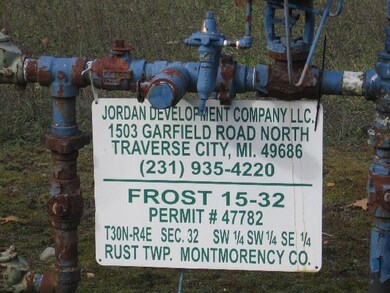 JORDAN DEVELOPMENT COMPANY LLC.
1503 GARFIELD ROAD NORTH
TRAVERSE CITY, MI. 49686
(231) 935-4220
FROST 15-32
PERMIT # 47782
T30N-R4E SEC. 32 SW 1/4 SW 1/4 SE 1/4
RUST TWP. MONTMORENCY CO.